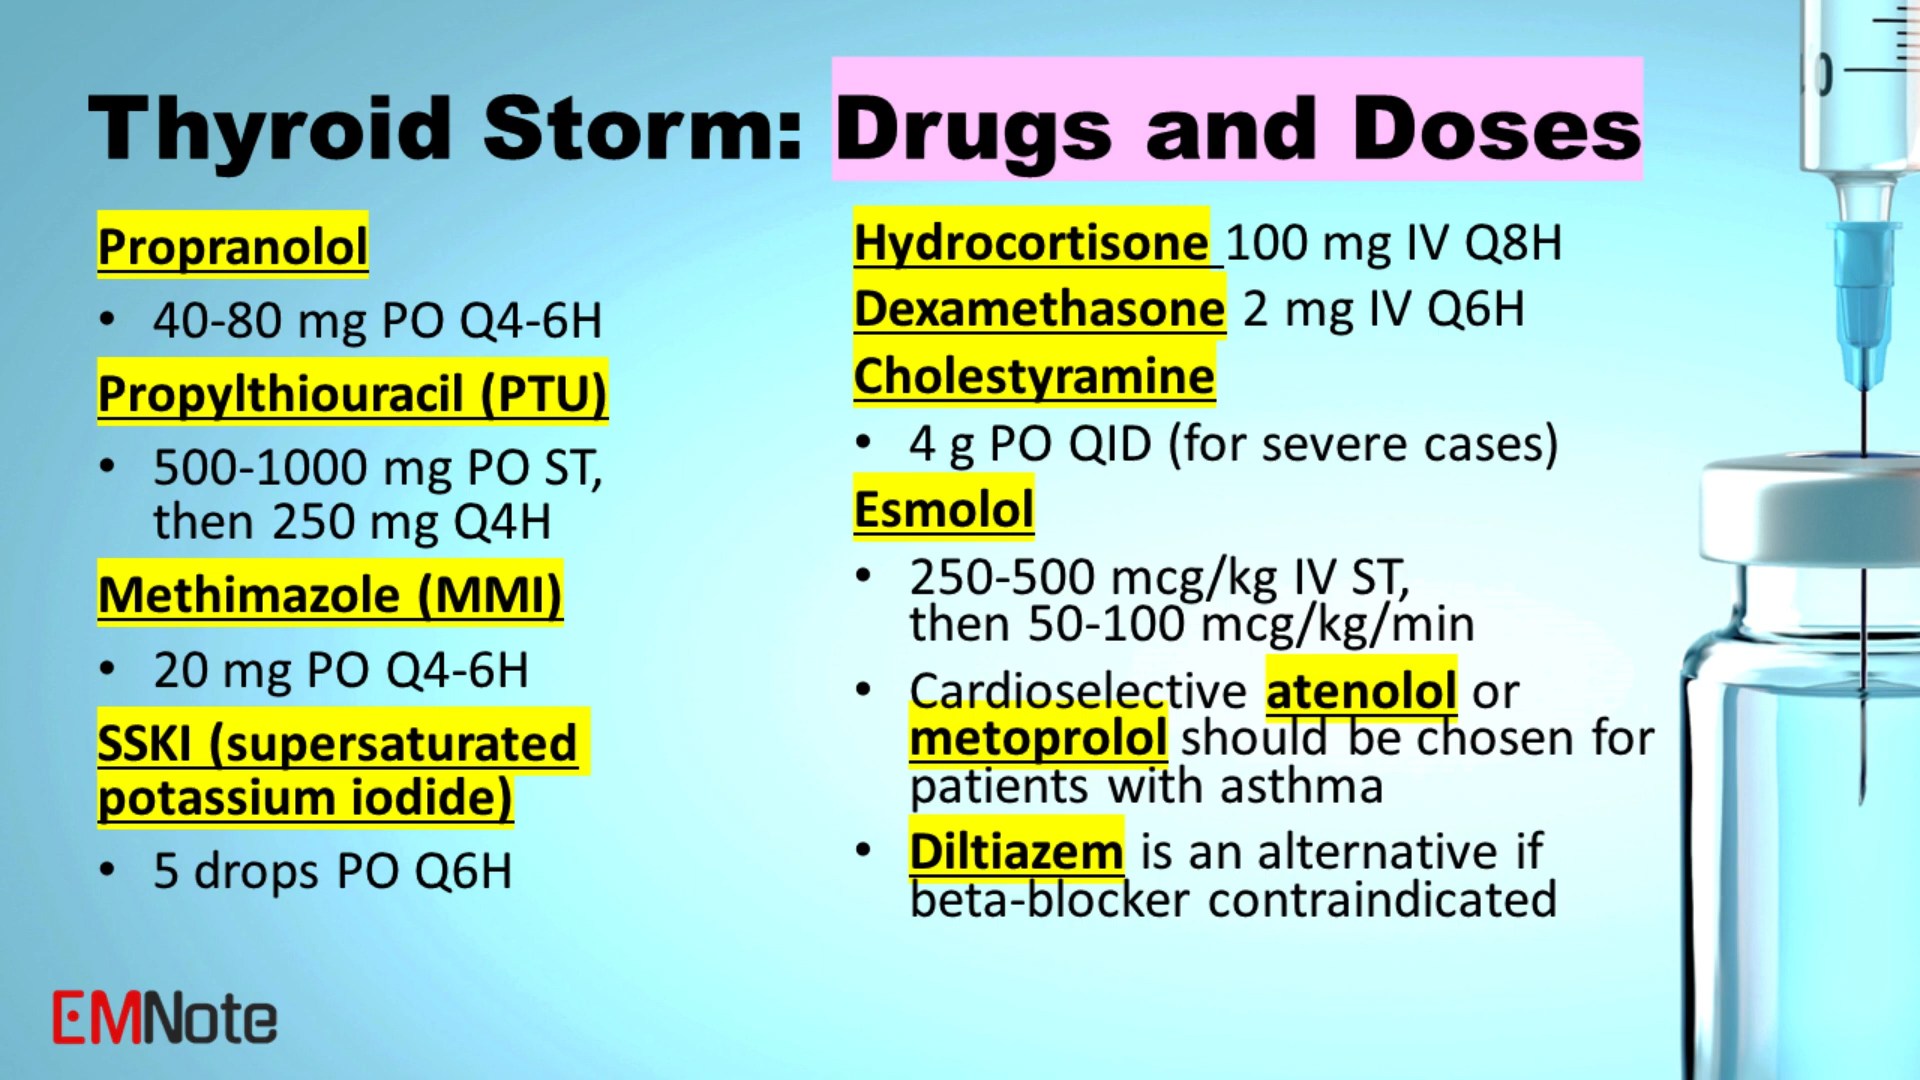 Thyroid Storm: Drugs and Doses
Propranolol
• 40-80 mg PO Q4-6H
Propylthiouracil (PTU)
• 500-1000 mg PO ST,
then 250 mg Q4H
Methimazole (MMI)
• 20 mg PO Q4-6H
SSKI (supersaturated
potassium iodide)
• 5 drops PO Q6H
Hydrocortisone 100 mg IV Q8H
Dexamethasone 2 mg IV Q6H
Cholestyramine
• 4 g PO QID (for severe cases)
Esmolol
• 250-500 mcg/kg IV ST,
then 50-100 mcg/kg/min
• Cardioselective atenolol or
metoprolol should be chosen for
patients with asthma
• Diltiazem is an alternative if
beta-blocker contraindicated
EMNote
0